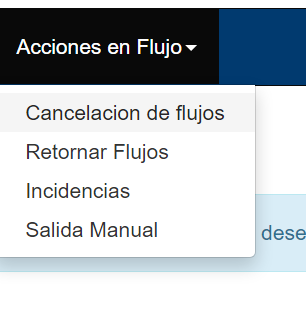 Acciones en Flujo
Cancelacion de flujos
Retornar Flujos
Incidencias
Salida Manual
dese